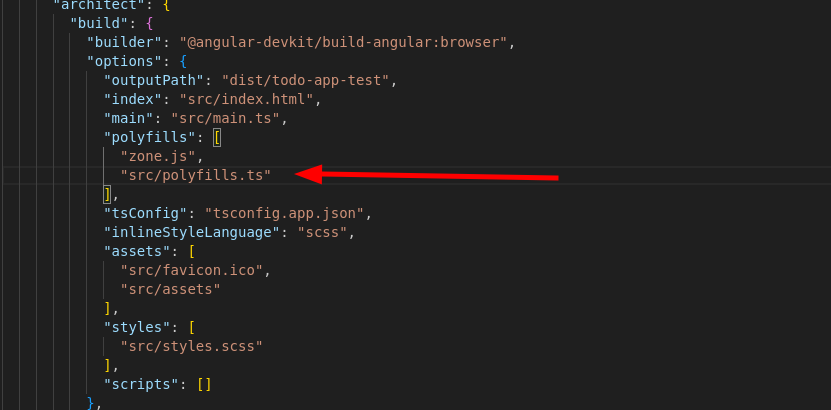 "architect": {
"build": {
"builder": "@angular-devkit/build-angular:browser",
"options": {
"outputPath": "dist/todo-app-test",
"index": "src/index.html",
"main": "src/main.ts",
"polyfills": [
"zone.js",
"src/polyfills.ts"
],
"tsConfig": "tsconfig.app.json",
"inlineStyleLanguage": "scss",
"assets": [
"src/favicon.ico",
"src/assets"
],
"styles": [
"src/styles.scss"
],
"scripts": []
},